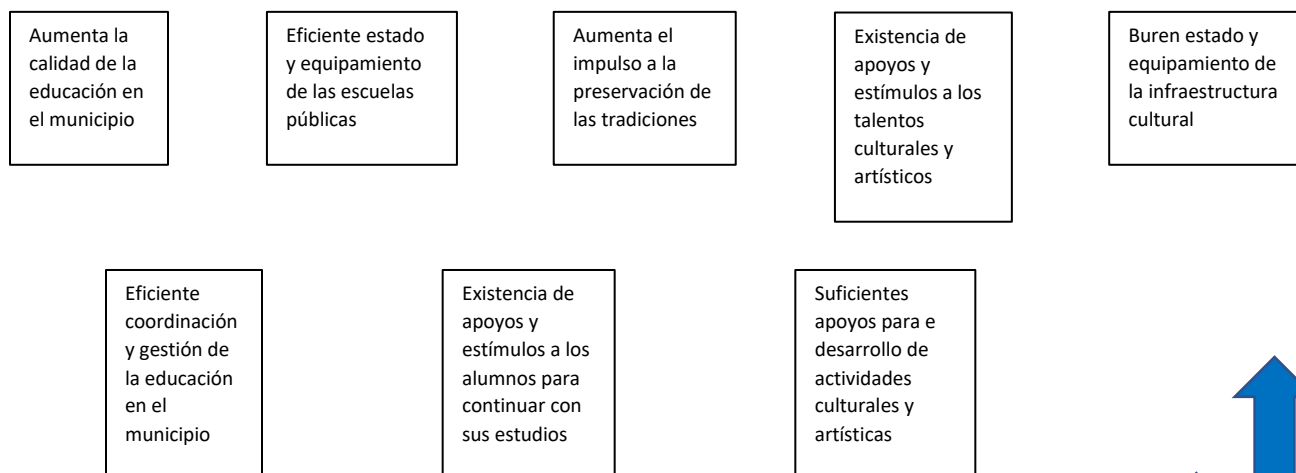 Aumenta la
calidad de la
educación en
el municipio
Eficiente estado
y equipamiento
de las escuelas
públicas
Aumenta el
impulso a la
preservación de
las tradiciones
Existencia de
apoyos y
estímulos a los
talentos
culturales y
artísticos
Buren estado y
equipamiento de
la infraestructura
cultural
Eficiente
coordinación
y gestión de
la educación
en el
municipio
Existencia de
apoyos y
estímulos a los
alumnos para
continuar con
sus estudios
Suficientes
apoyos para e
desarrollo de
actividades
culturales y
artísticas